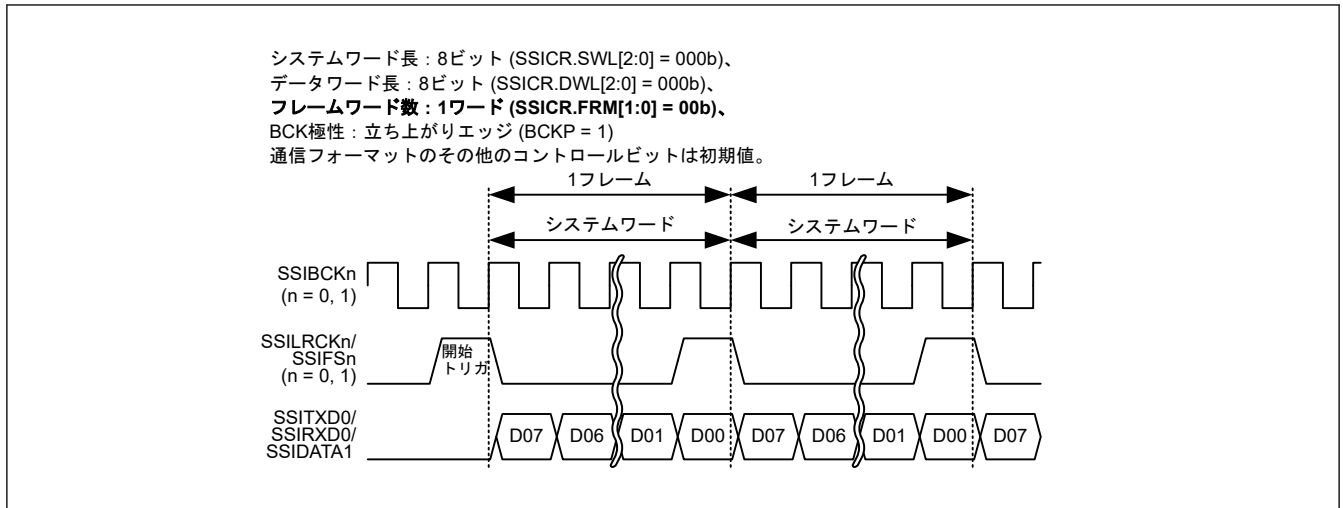 システムワード長：8ビット (SSICR.SWL[2:0] = 000b)、
データワード長：8ビット (SSICR.DWL[2:0] = 000b)、
フレームワード数：1ワード (SSICR.FRM[1:0] = 00b)、
BCK極性：立ち上がりエッジ (BCKP = 1)
通信フォーマットのその他のコントロールビットは初期値。
1フレーム 1フレーム
システムワード システムワード
SSIBCKn
(n = 0, 1)
SSILRCKn/
SSIFSn
(n = 0, 1)
開始
トリガ
SSITXD0/
SSIRXD0/
SSIDATA1
D07 D06 D01 D00 D07 D06 D01 D00 D07